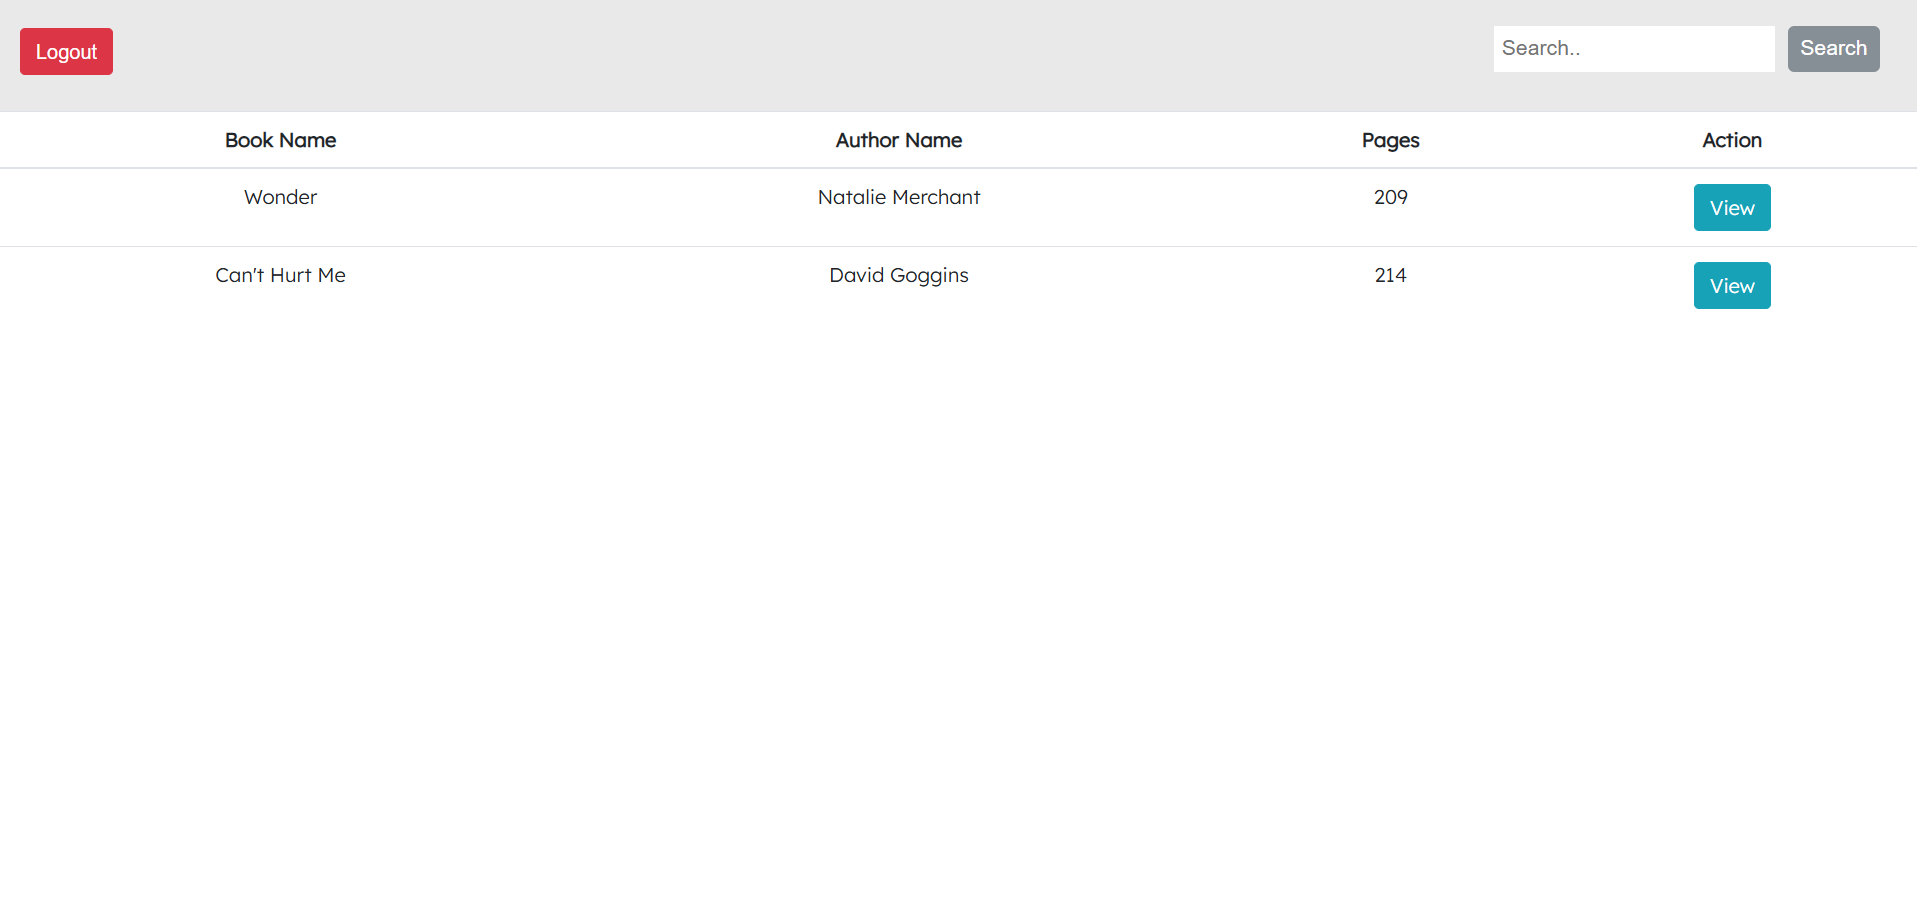 Logout Search.. Search
Book Name Author Name Pages Action
Wonder Natalie Merchant 209 View
Can't Hurt Me David Goggins 214 View